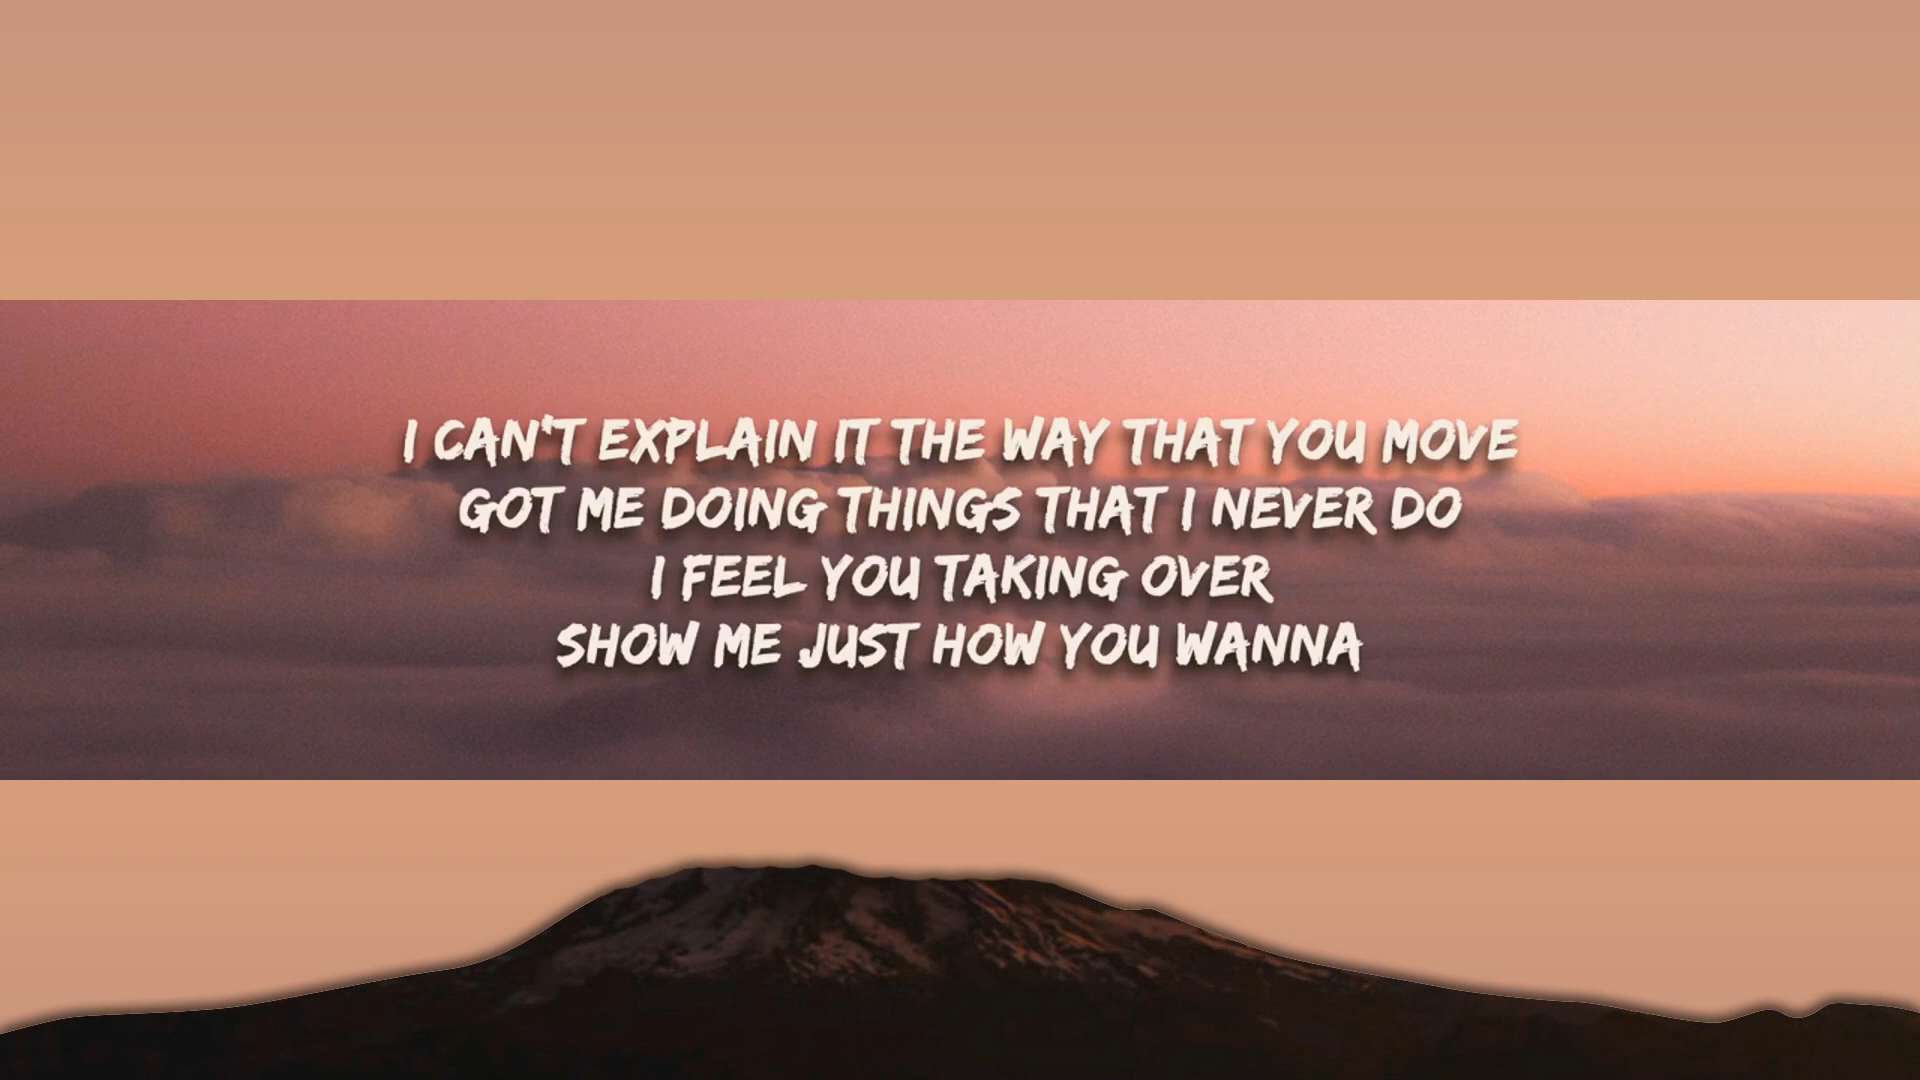 I CAN'T EXPLAIN IT THE WAY THAT YOU MOVE
GOT ME DOING THINGS THAT I NEVER DO
I FEEL YOU TAKING OVER
SHOW ME JUST HOW YOU WANNA